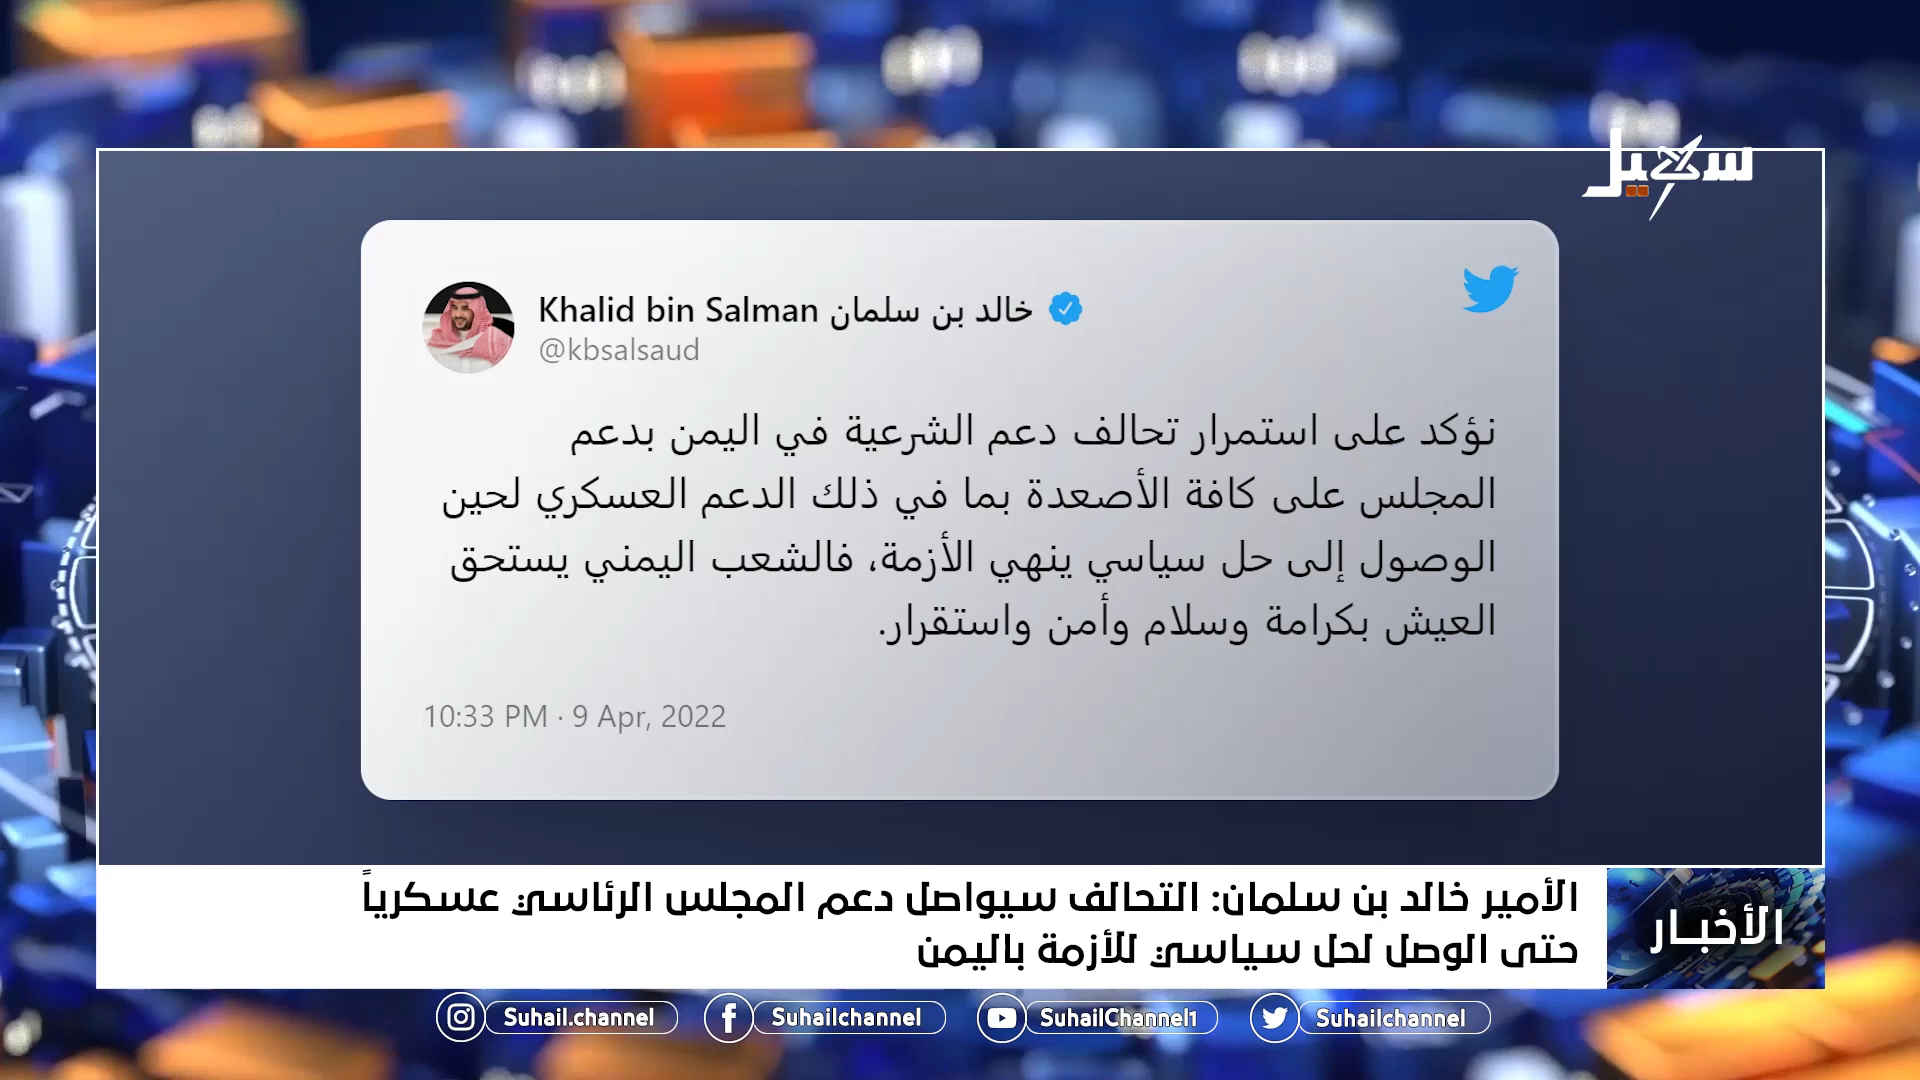 سهيل
Khalid bin Salman خالد بن سلمان
@kbsalsaud
نؤكد على استمرار تحالف دعم الشرعية في اليمن بدعم
المجلس على كافة الأصعدة بما في ذلك الدعم العسكري لحين
الوصول إلى حل سياسي ينهي الأزمة، فالشعب اليمني يستحق
العيش بكرامة وسلام وأمن واستقرار.
10:33 PM · 9 Apr, 2022
الأخبار
الأمير خالد بن سلمان: التحالف سيواصل دعم المجلس الرئاسي عسكرياً
حتى الوصل لحل سياسي للأزمة باليمن
Suhail.channel
Suhailchannel
SuhailChannel1
Suhailchannel